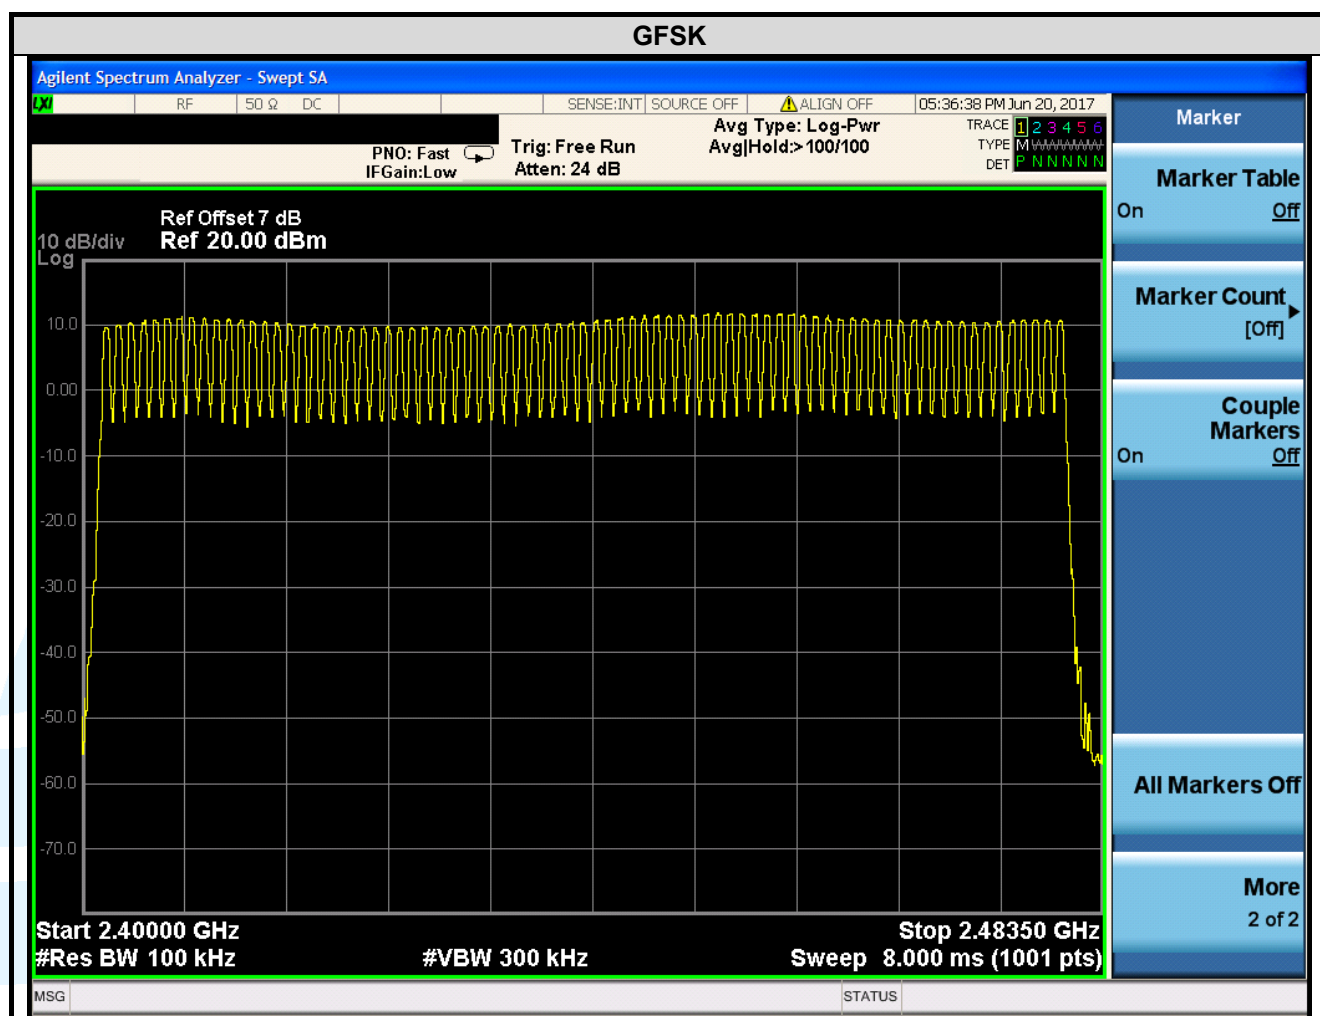 GFSK
Agilent Spectrum Analyzer - Swept SA
LXI RF 50 Ω DC SENSE:INT SOURCE OFF ALIGN OFF 05:36:38 PM Jun 20, 2017
Marker
Avg Type: Log-Pwr TRACE 1 2 3 4 5 6
PNO: Fast Trig: Free Run Avg|Hold:>100/100 TYPE M WWWWW
IFGain:Low Atten: 24 dB DET P N N N N N
Marker Table
On Off
Ref Offset 7 dB
10 dB/div Ref 20.00 dBm
Log
Marker Count
[Off]
10.0
0.00
Couple
Markers
On Off
-10.0
-20.0
-30.0
-40.0
-50.0
-60.0
All Markers Off
-70.0
More
2 of 2
Start 2.40000 GHz Stop 2.48350 GHz
#Res BW 100 kHz #VBW 300 kHz Sweep 8.000 ms (1001 pts)
MSG STATUS